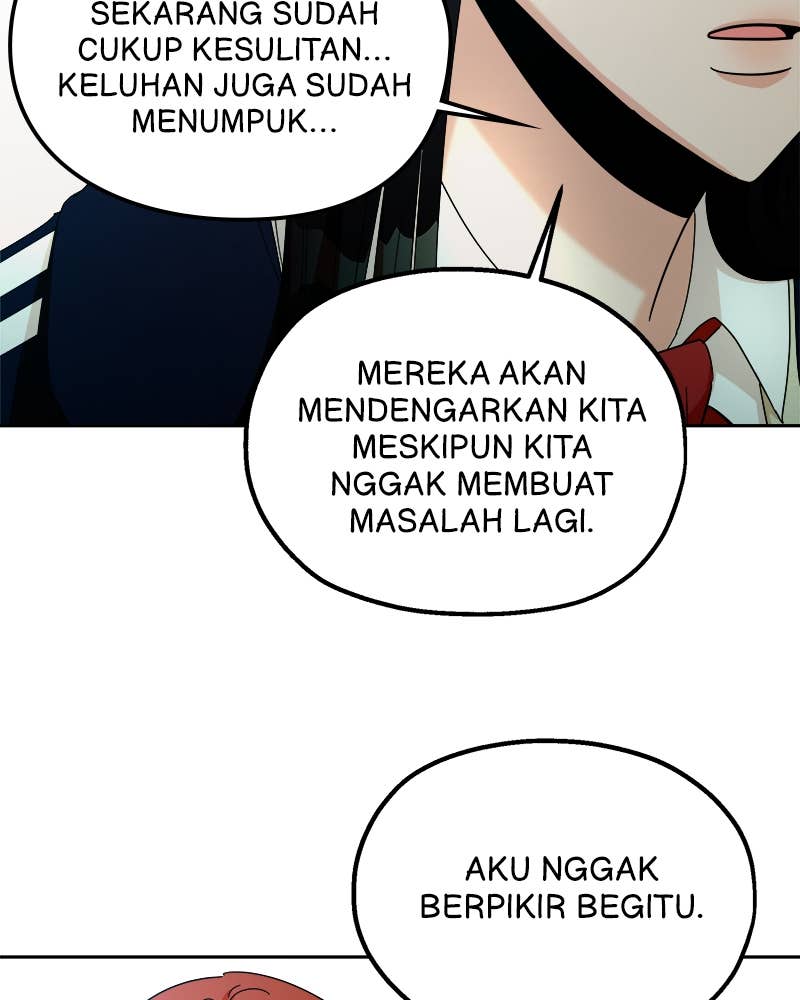 SEKARANG SUDAH
CUKUP KESULITAN...
KELUHAN JUGA SUDAH
MENUMPUK...
MEREKA AKAN
MENDENGARKAN KITA
MESKIPUN KITA
NGGAK MEMBUAT
MASALAH LAGI.
AKU NGGAK
BERPIKIR BEGITU.